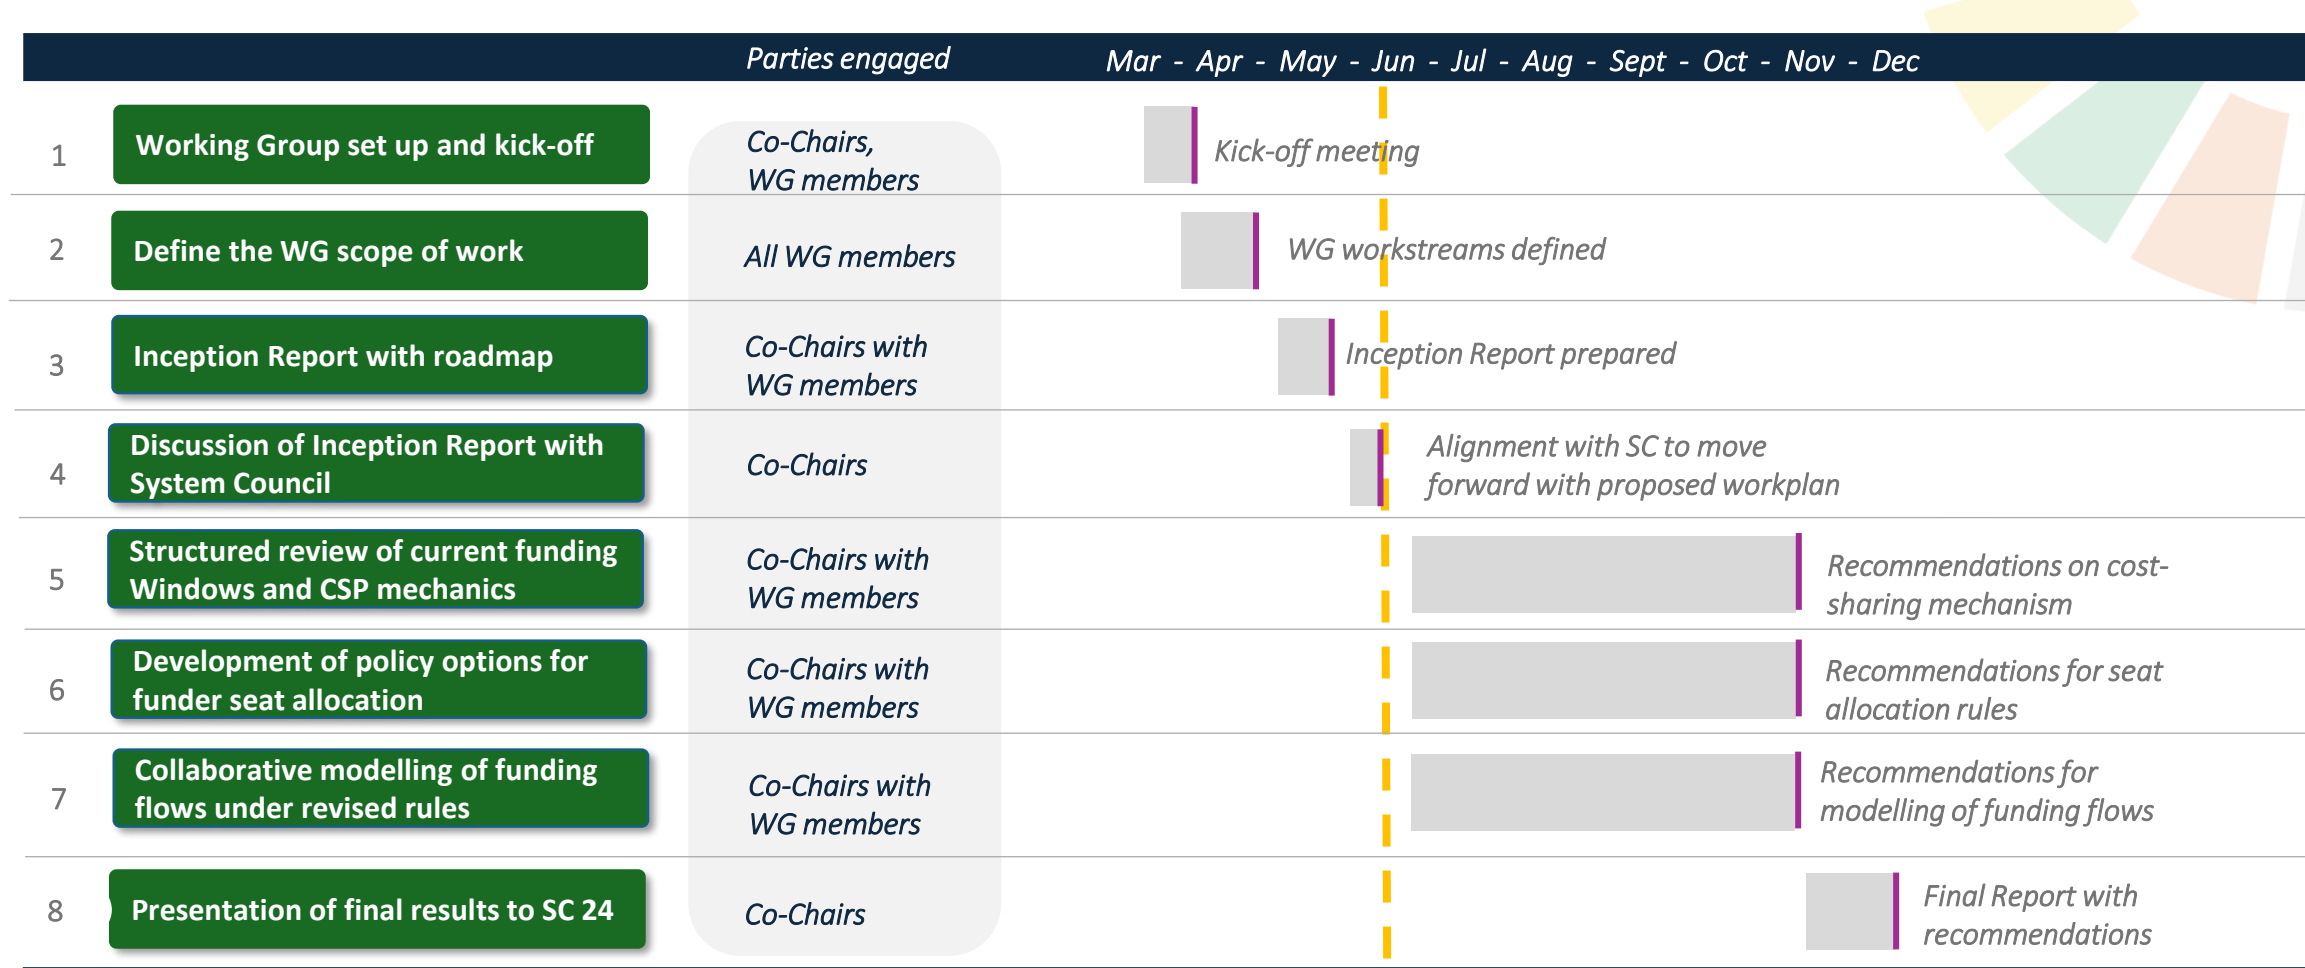 Parties engaged
Mar - Apr - May - Jun - Jul - Aug - Sept - Oct - Nov - Dec
1
Working Group set up and kick-off
Co-Chairs,
WG members
Kick-off meeting
2
Define the WG scope of work
All WG members
WG workstreams defined
3
Inception Report with roadmap
Co-Chairs with
WG members
Inception Report prepared
4
Discussion of Inception Report with
System Council
Co-Chairs
Alignment with SC to move
forward with proposed workplan
5
Structured review of current funding
Windows and CSP mechanics
Co-Chairs with
WG members
Recommendations on cost-
sharing mechanism
6
Development of policy options for
funder seat allocation
Co-Chairs with
WG members
Recommendations for seat
allocation rules
7
Collaborative modelling of funding
flows under revised rules
Co-Chairs with
WG members
Recommendations for
modelling of funding flows
8
Presentation of final results to SC 24
Co-Chairs
Final Report with
recommendations